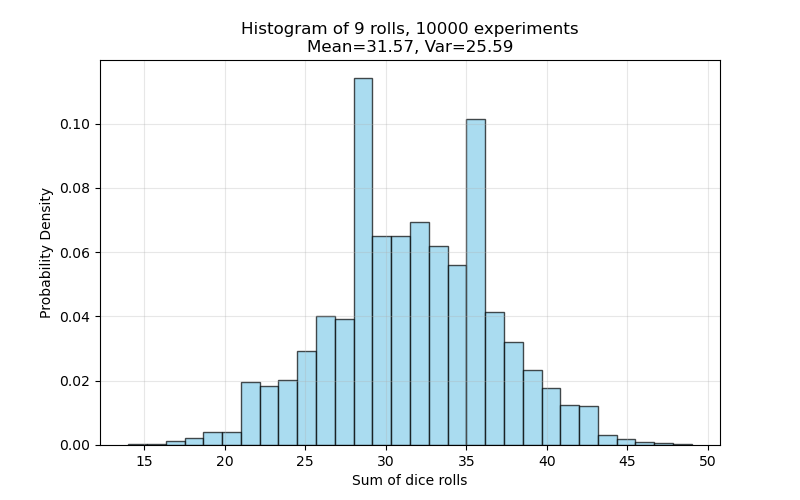 Histogram of 9 rolls, 10000 experiments
Mean=31.57, Var=25.59
Probability Density
0.10
0.08
0.06
0.04
0.02
0.00
15 20 25 30 35 40 45 50
Sum of dice rolls